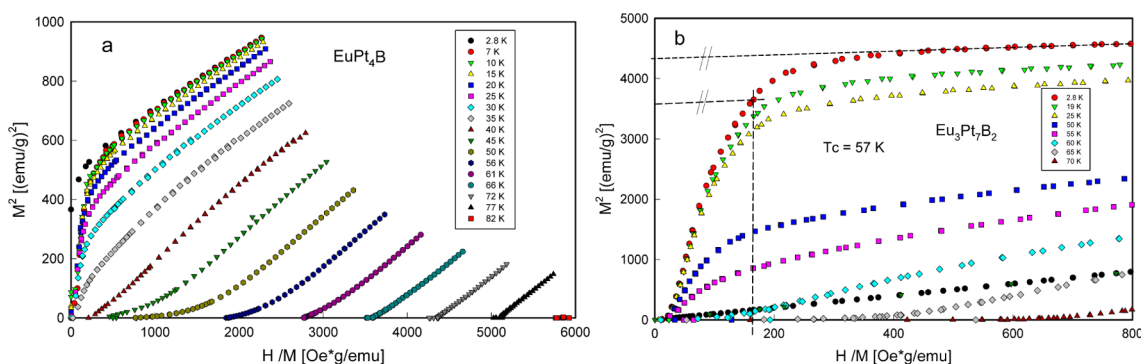 a
EuPt4B
M2 [(emu/g)2]
1000
800
600
400
200
0
0
1000
2000
3000
4000
5000
6000
H /M [Oe*g/emu]
2.8 K
7 K
10 K
15 K
20 K
25 K
30 K
35 K
40 K
45 K
50 K
56 K
61 K
66 K
72 K
77 K
82 K
b
Eu3Pt7B2
Tc = 57 K
M2 [(emu/g)2]
5000
4000
3000
2000
1000
0
0
200
400
600
800
H /M [Oe*g/emu]
2.8 K
19 K
25 K
50 K
55 K
60 K
65 K
70 K